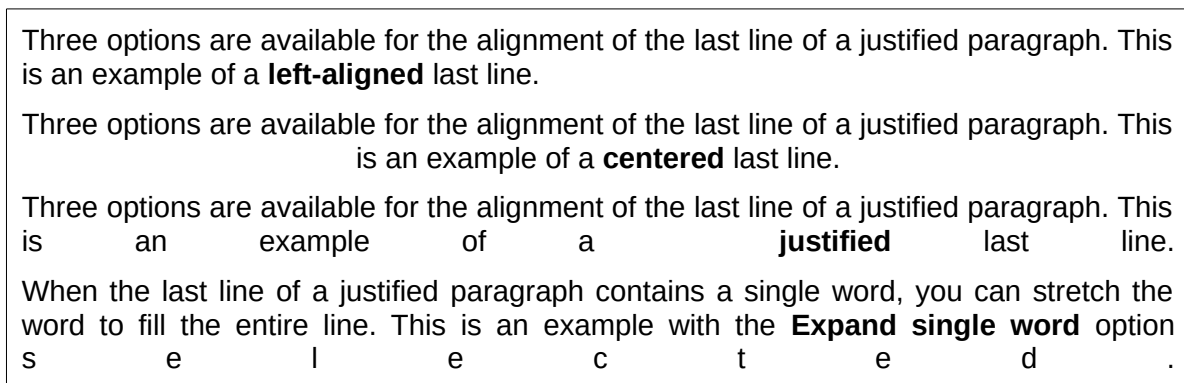 Three options are available for the alignment of the last line of a justified paragraph. This
is an example of a left-aligned last line.
Three options are available for the alignment of the last line of a justified paragraph. This
is an example of a centered last line.
Three options are available for the alignment of the last line of a justified paragraph. This
is an example of a justified last line.
When the last line of a justified paragraph contains a single word, you can stretch the
word to fill the entire line. This is an example with the Expand single word option
s e l e c t e d .